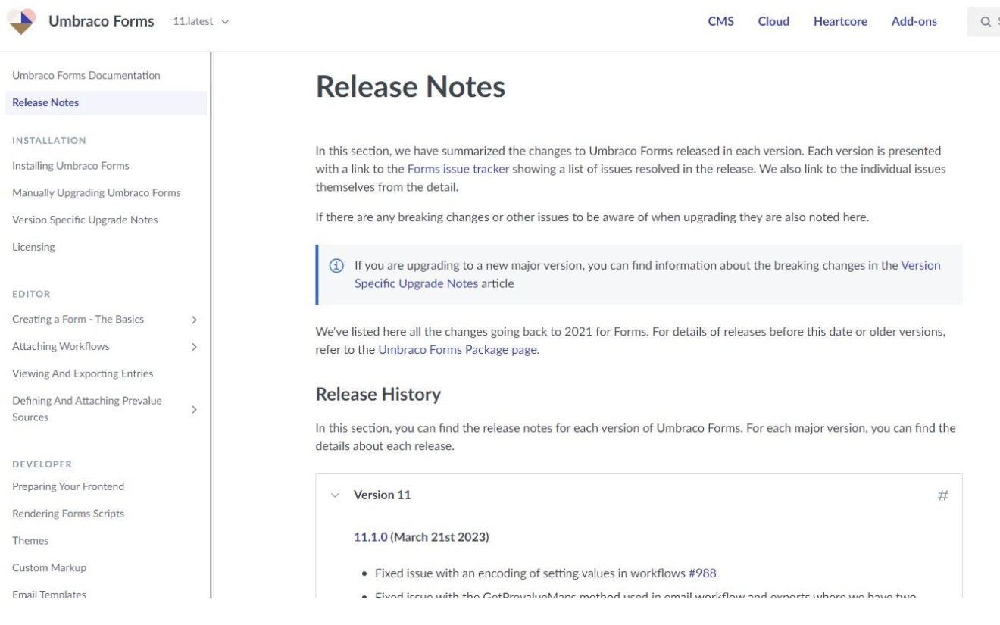 Umbraco Forms
11.latest
CMS
Cloud
Heartcore
Add-ons
Umbraco Forms Documentation
Release Notes
INSTALLATION
Installing Umbraco Forms
Manually Upgrading Umbraco Forms
Version Specific Upgrade Notes
Licensing
EDITOR
Creating a Form - The Basics
Attaching Workflows
Viewing And Exporting Entries
Defining And Attaching Prevalue
Sources
DEVELOPER
Preparing Your Frontend
Rendering Forms Scripts
Themes
Custom Markup
Email Templates
Release Notes
In this section, we have summarized the changes to Umbraco Forms released in each version. Each version is presented
with a link to the Forms issue tracker showing a list of issues resolved in the release. We also link to the individual issues
themselves from the detail.
If there are any breaking changes or other issues to be aware of when upgrading they are also noted here.
If you are upgrading to a new major version, you can find information about the breaking changes in the Version
Specific Upgrade Notes article
We've listed here all the changes going back to 2021 for Forms. For details of releases before this date or older versions,
refer to the Umbraco Forms Package page.
Release History
In this section, you can find the release notes for each version of Umbraco Forms. For each major version, you can find the
details about each release.
Version 11
#
11.1.0 (March 21st 2023)
• Fixed issue with an encoding of setting values in workflows #988
• Fixed issue with the GetPrevalueMaps method used in email workflow and exports where we have two